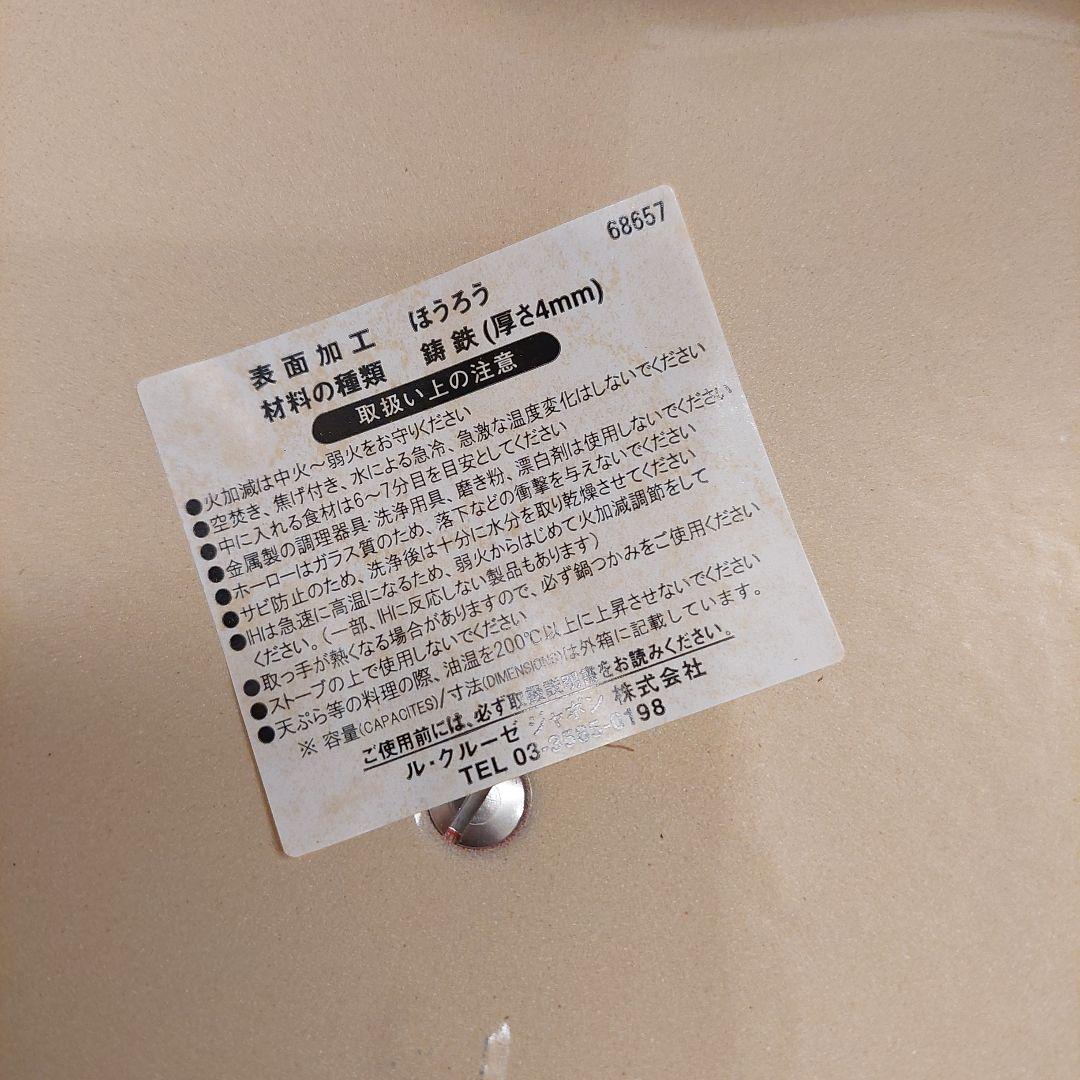 68657
表面加工 ほうろう
材料の種類 鋳鉄(厚さ4mm)
取扱い上の注意
●火加減は中火～弱火をお守りください
●空焚き、焦げ付き、水による急冷、急激な温度変化はしないでください
●中に入れる食材は6～7分目を目安としてください
●金属製の調理器具・洗浄用具、磨き粉、漂白剤は使用しないでください
●ホーローはガラス質のため、落下などの衝撃を与えないでください
●サビ防止のため、洗浄後は十分に水分を取り乾燥させてください
●IHは急速に高温になるため、弱火からはじめて火加減調節をして
ください。(一部、IHに反応しない製品もあります)
●取っ手が熱くなる場合がありますので、必ず鍋つかみをご使用ください
●ストーブの上で使用しないでください
●天ぷら等の料理の際、油温を200℃以上に上昇させないでください
※容量(CAPACITES)/寸法(DIMENSIONS)は外箱に記載しています。
ご使用前には、必ず取扱説明書をお読みください。
ル・クルーゼ ジャポン 株式会社
TEL 03-3585-0198